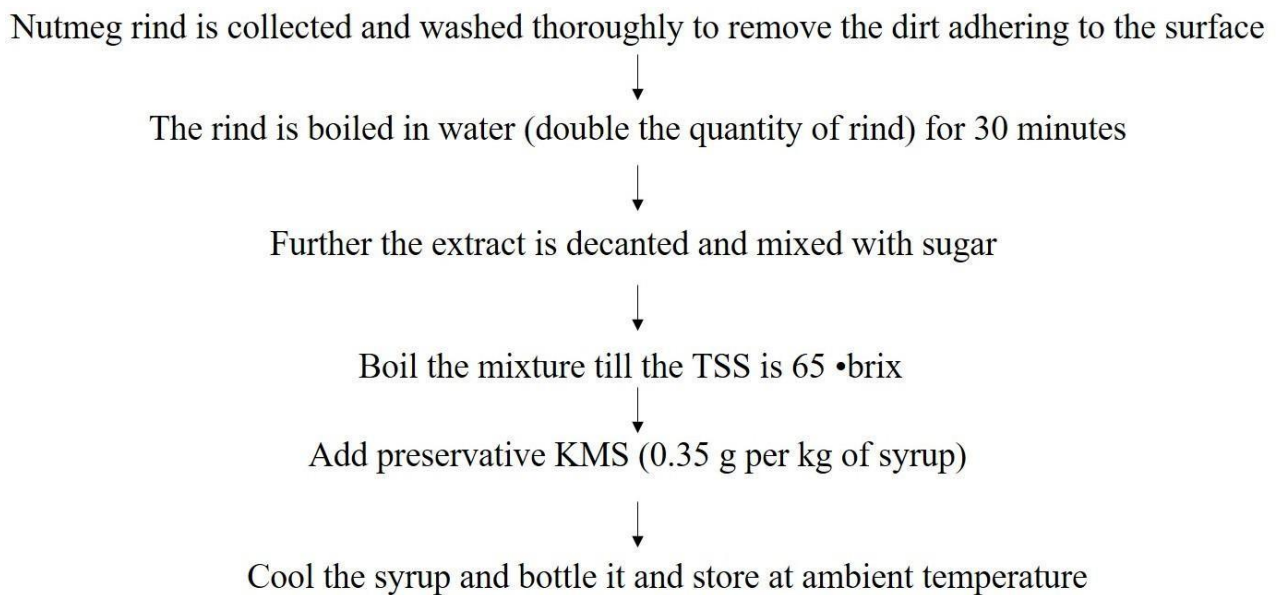 Nutmeg rind is collected and washed thoroughly to remove the dirt adhering to the surface
The rind is boiled in water (double the quantity of rind) for 30 minutes
Further the extract is decanted and mixed with sugar
Boil the mixture till the TSS is 65 •brix
Add preservative KMS (0.35 g per kg of syrup)
Cool the syrup and bottle it and store at ambient temperature